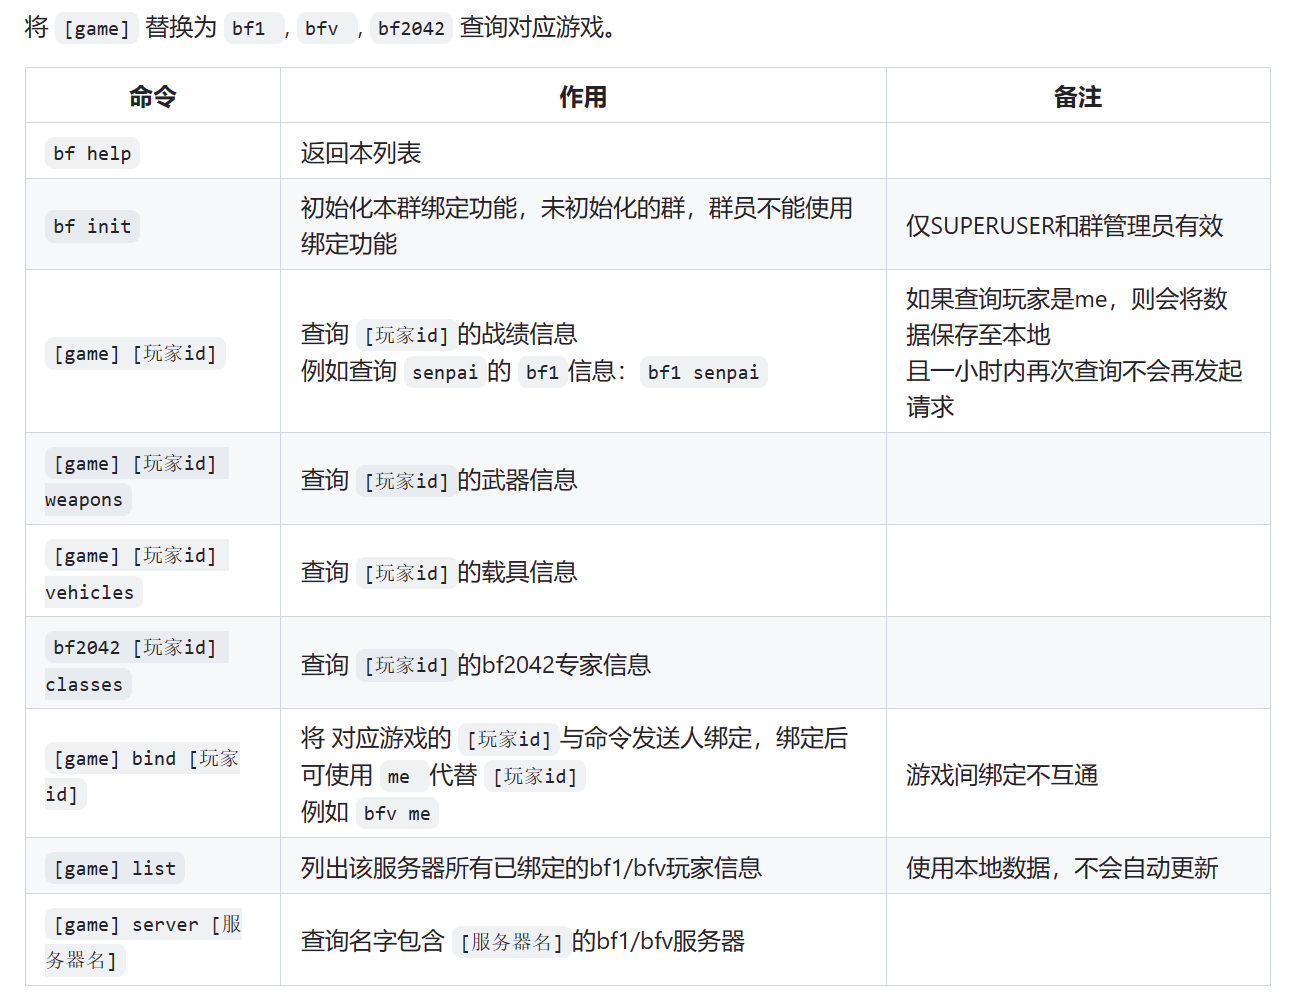 将 [game] 替换为 bf1 , bfv , bf2042 查询对应游戏。
命令 作用 备注
bf help 返回本列表
bf init
初始化本群绑定功能，未初始化的群，群员不能使用
绑定功能
仅SUPERUSER和群管理员有效
[game] [玩家id]
查询 [玩家id] 的战绩信息
例如查询 senpai 的 bf1 信息： bf1 senpai
如果查询玩家是me，则会将数
据保存至本地
且一小时内再次查询不会再发起
请求
[game] [玩家id]
weapons
查询 [玩家id] 的武器信息
[game] [玩家id]
vehicles
查询 [玩家id] 的载具信息
bf2042 [玩家id]
classes
查询 [玩家id] 的bf2042专家信息
[game] bind [玩家
id]
将 对应游戏的 [玩家id] 与命令发送人绑定，绑定后
可使用 me 代替 [玩家id]
例如 bfv me
游戏间绑定不互通
[game] list
列出该服务器所有已绑定的bf1/bfv玩家信息
使用本地数据，不会自动更新
[game] server [服
务器名]
查询名字包含 [服务器名] 的bf1/bfv服务器